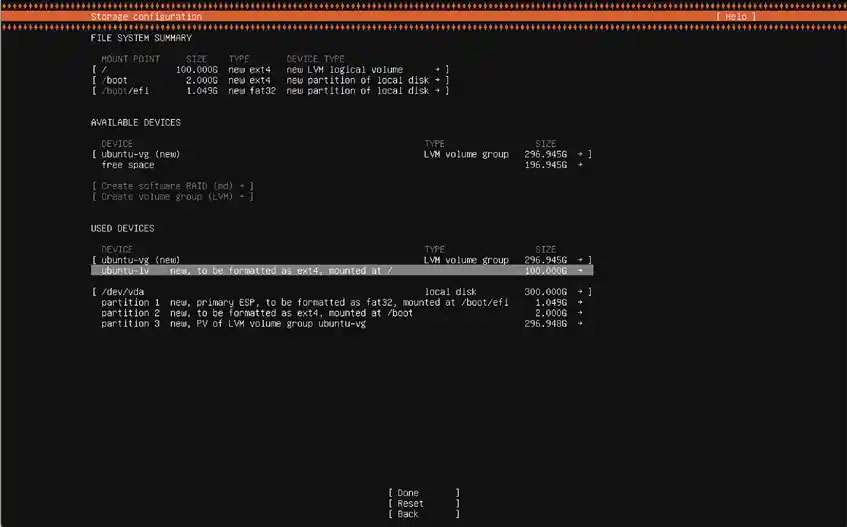 Storage configuration [ Help ]
FILE SYSTEM SUMMARY
MOUNT POINT SIZE TYPE DEVICE TYPE
[ / 100.000G new ext4 new LVM logical volume ▸ ]
[ /boot 2.000G new ext4 new partition of local disk ▸ ]
[ /boot/efi 1.049G new fat32 new partition of local disk ▸ ]
AVAILABLE DEVICES
DEVICE TYPE SIZE
[ ubuntu-vg (new) LVM volume group 296.945G ▸ ]
free space 196.945G ▸
[ Create software RAID (md) ▸ ]
[ Create volume group (LVM) ▸ ]
USED DEVICES
DEVICE TYPE SIZE
[ ubuntu-vg (new) LVM volume group 296.945G ▸ ]
ubuntu-lv new, to be formatted as ext4, mounted at / 100.000G ▸
[ /dev/vda local disk 300.000G ▸ ]
partition 1 new, primary ESP, to be formatted as fat32, mounted at /boot/efi 1.049G ▸
partition 2 new, to be formatted as ext4, mounted at /boot 2.000G ▸
partition 3 new, PV of LVM volume group ubuntu-vg 296.948G ▸
[ Done ]
[ Reset ]
[ Back ]